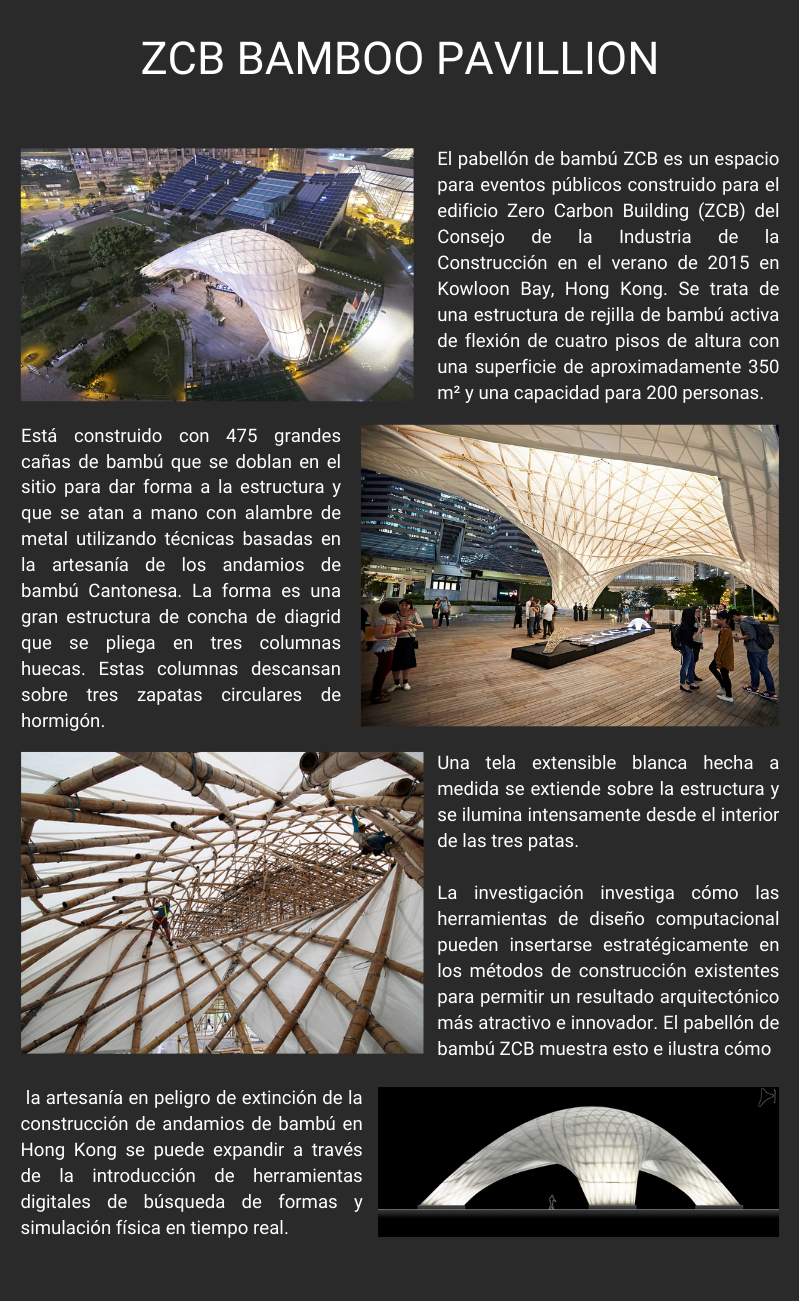 ZCB BAMBOO PAVILLION
El pabellón de bambú ZCB es un espacio
para eventos públicos construido para el
edificio Zero Carbon Building (ZCB) del
Consejo de la Industria de la
Construcción en el verano de 2015 en
Kowloon Bay, Hong Kong. Se trata de
una estructura de rejilla de bambú activa
de flexión de cuatro pisos de altura con
una superficie de aproximadamente 350
m² y una capacidad para 200 personas.
Está construido con 475 grandes
cañas de bambú que se doblan en el
sitio para dar forma a la estructura y
que se atan a mano con alambre de
metal utilizando técnicas basadas en
la artesanía de los andamios de
bambú Cantonesa. La forma es una
gran estructura de concha de diagrid
que se pliega en tres columnas
huecas. Estas columnas descansan
sobre tres zapatas circulares de
hormigón.
Una tela extensible blanca hecha a
medida se extiende sobre la estructura y
se ilumina intensamente desde el interior
de las tres patas.
La investigación investiga cómo las
herramientas de diseño computacional
pueden insertarse estratégicamente en
los métodos de construcción existentes
para permitir un resultado arquitectónico
más atractivo e innovador. El pabellón de
bambú ZCB muestra esto e ilustra cómo
la artesanía en peligro de extinción de la
construcción de andamios de bambú en
Hong Kong se puede expandir a través
de la introducción de herramientas
digitales de búsqueda de formas y
simulación física en tiempo real.